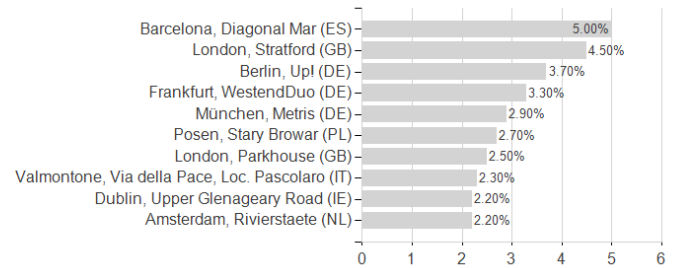 Barcelona, Diagonal Mar (ES) 5.00%
London, Stratford (GB) 4.50%
Berlin, Up! (DE) 3.70%
Frankfurt, WestendDuo (DE) 3.30%
München, Metris (DE) 2.90%
Posen, Stary Browar (PL) 2.70%
London, Parkhouse (GB) 2.50%
Valmontone, Via della Pace, Loc. Pascolaro (IT) 2.30%
Dublin, Upper Glenageary Road (IE) 2.20%
Amsterdam, Rivierstaete (NL) 2.20%
0 1 2 3 4 5 6